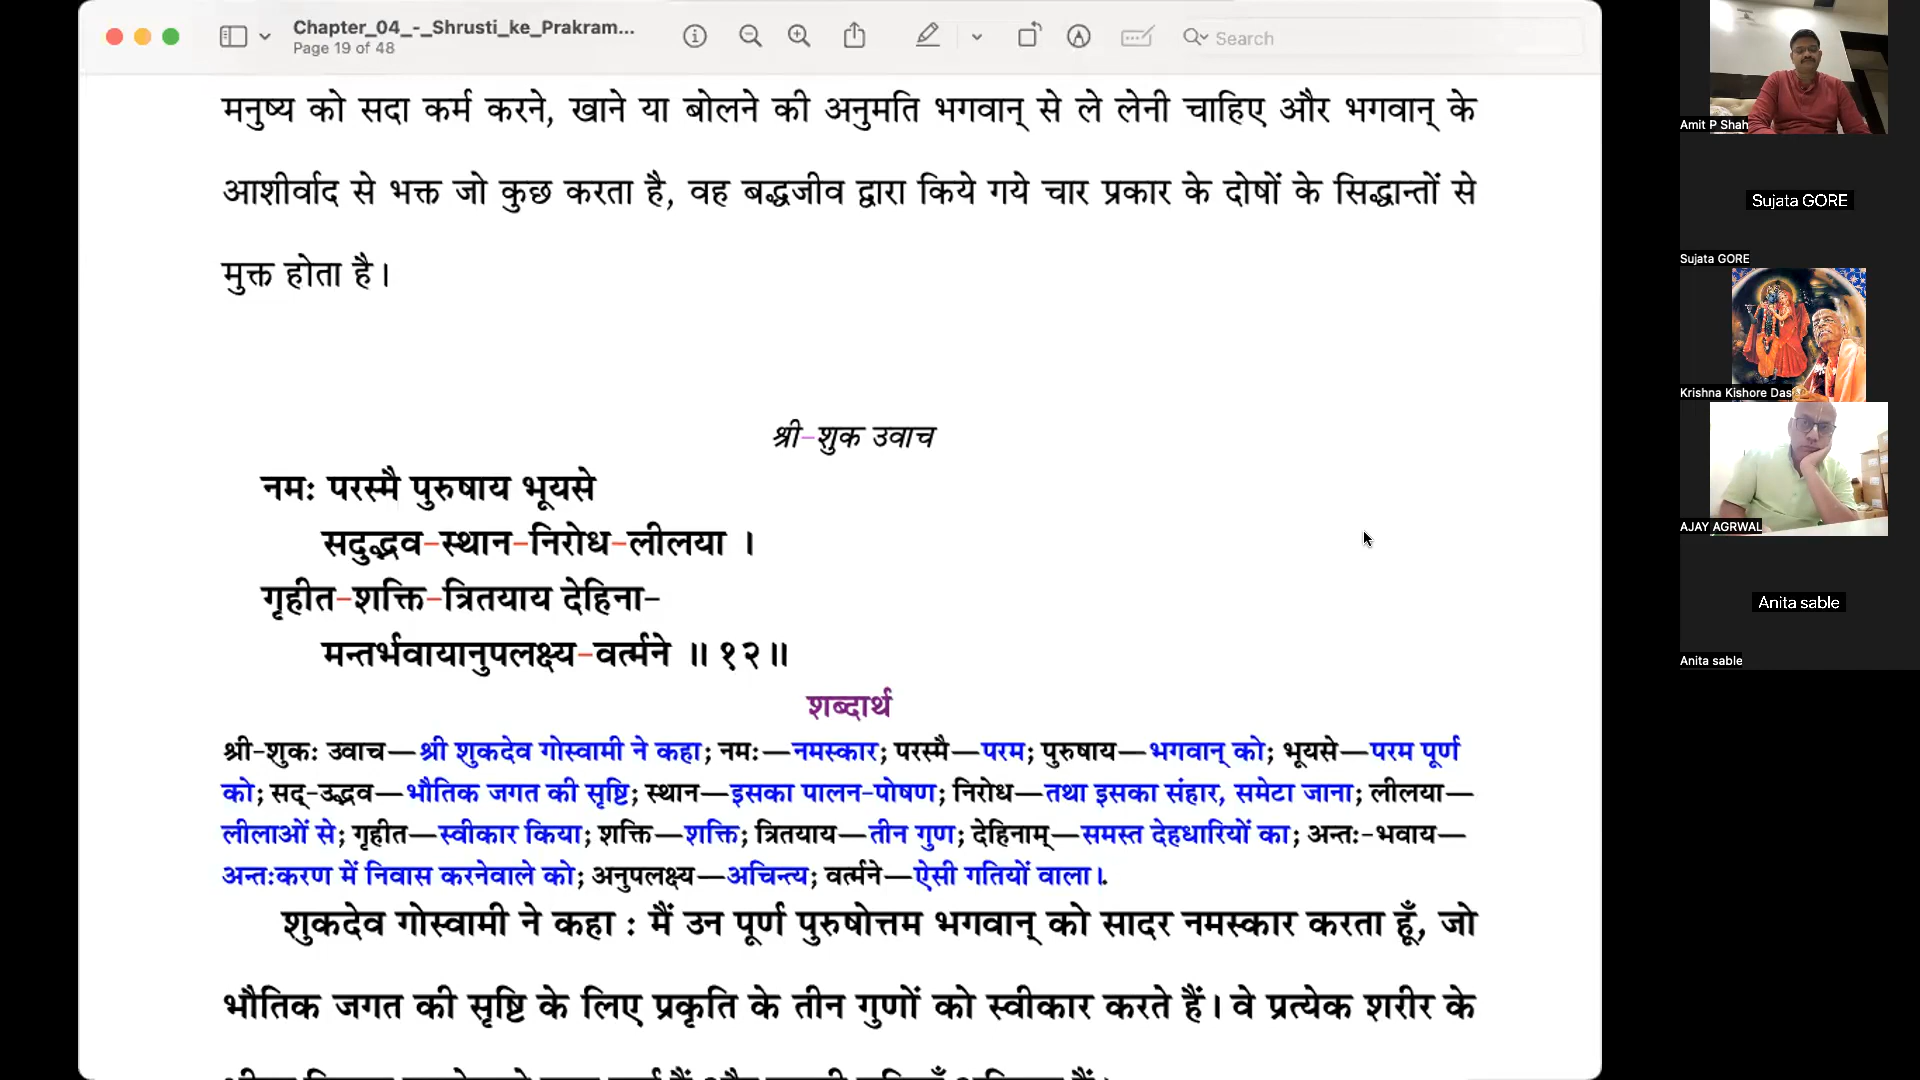 Chapter_04_-_Shrusti_ke_Prakram...
Page 19 of 48
Search
मनुष्य को सदा कर्म करने, खाने या बोलने की अनुमति भगवान् से ले लेनी चाहिए और भगवान् के
आशीर्वाद से भक्त जो कुछ करता है, वह बद्धजीव द्वारा किये गये चार प्रकार के दोषों के सिद्धान्तों से
मुक्त होता है।
श्री-शुक उवाच
नमः परस्मै पुरुषाय भूयसे
सदुद्भव-स्थान-निरोध-लीलया ।
गृहीत-शक्ति-त्रितयाय देहिना-
मन्तर्भवायानुपलक्ष्य-वर्त्मने ॥ १२॥
शब्दार्थ
श्री-शुकः उवाच—श्री शुकदेव गोस्वामी ने कहा; नमः—नमस्कार; परस्मै—परम; पुरुषाय—भगवान् को; भूयसे—परम पूर्ण
को; सद्-उद्भव—भौतिक जगत की सृष्टि; स्थान—इसका पालन-पोषण; निरोध—तथा इसका संहार, समेटा जाना; लीलया—
लीलाओं से; गृहीत—स्वीकार किया; शक्ति—शक्ति; त्रितयाय—तीन गुण; देहिनाम्—समस्त देहधारियों का; अन्तः-भवाय—
अन्तःकरण में निवास करनेवाले को; अनुपलक्ष्य—अचिन्त्य; वर्त्मने—ऐसी गतियों वाला।.
शुकदेव गोस्वामी ने कहा : मैं उन पूर्ण पुरुषोत्तम भगवान् को सादर नमस्कार करता हूँ, जो
भौतिक जगत की सृष्टि के लिए प्रकृति के तीन गुणों को स्वीकार करते हैं। वे प्रत्येक शरीर के
Amit P Shah
Sujata GORE
Sujata GORE
Krishna Kishore Das
AJAY AGRWAL
Anita sable
Anita sable